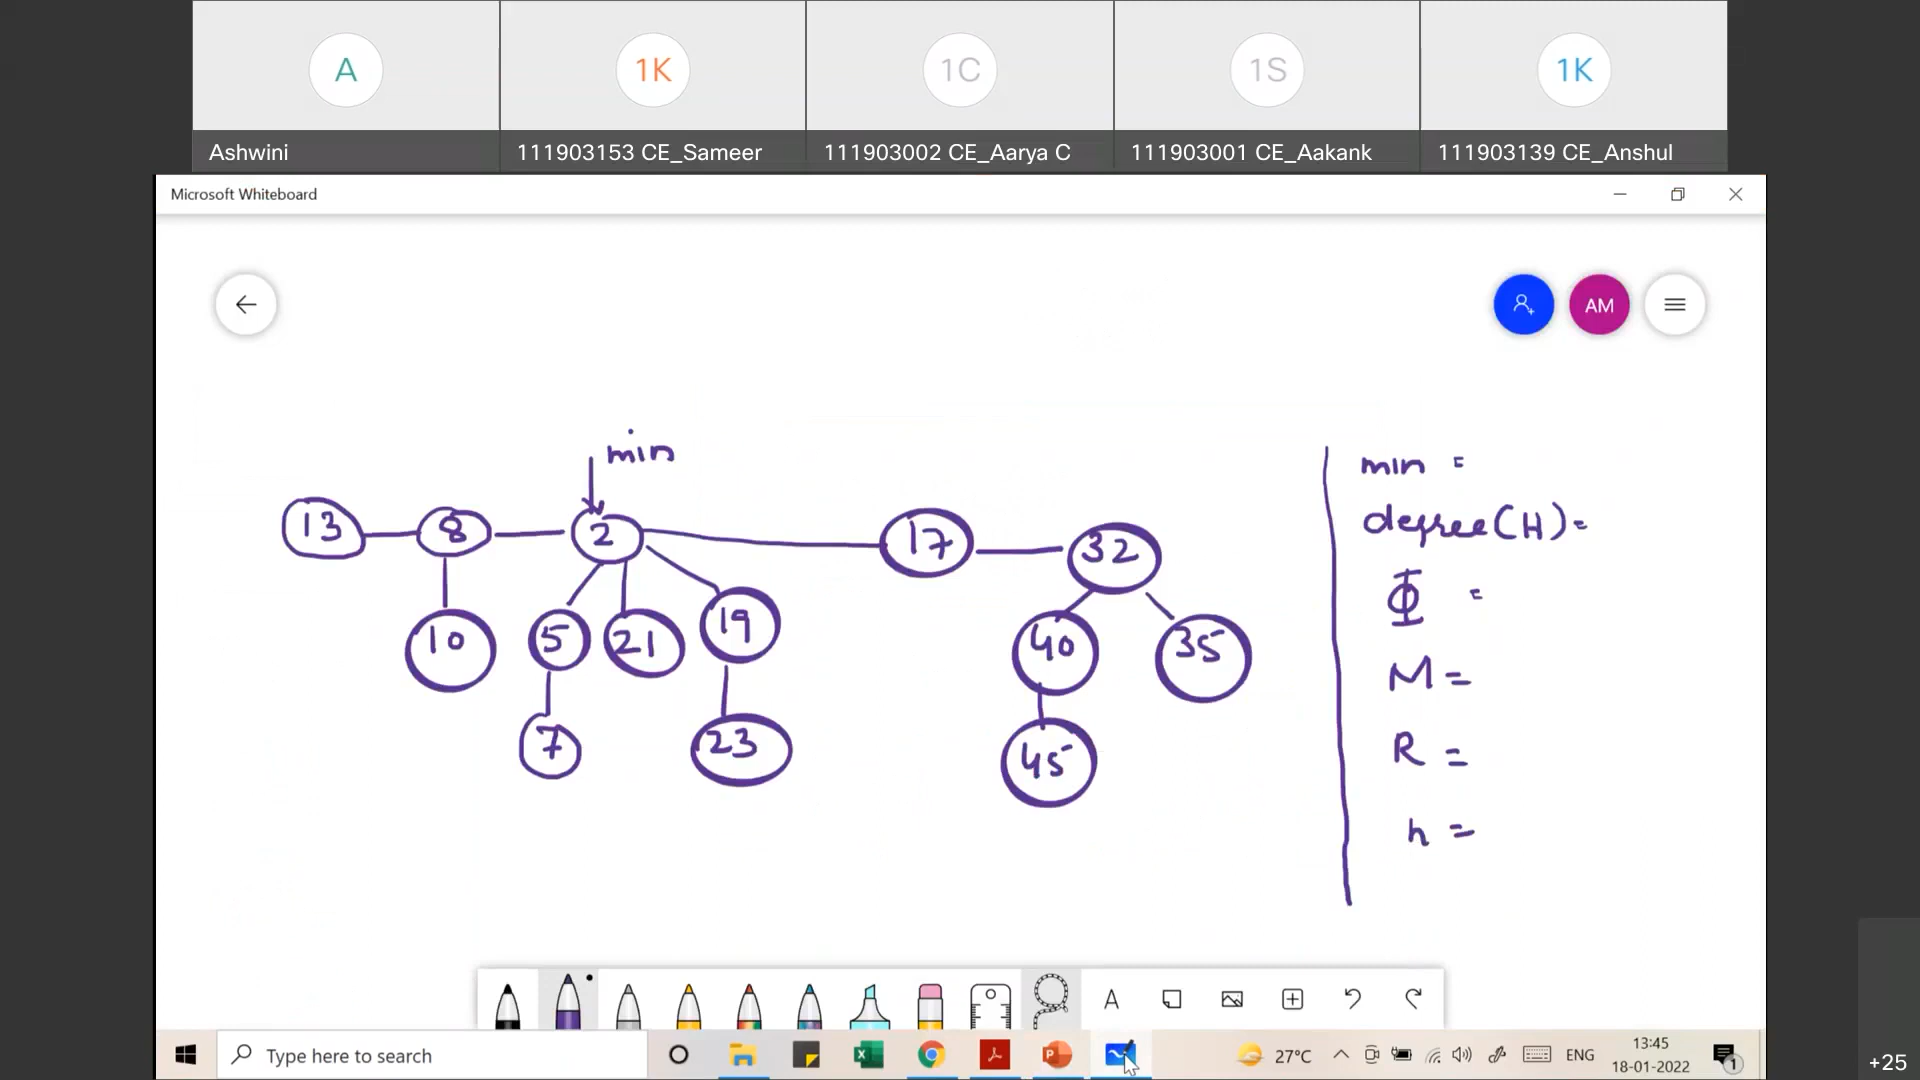 A
1K
1C
1S
1K
Ashwini
111903153 CE_Sameer
111903002 CE_Aarya C
111903001 CE_Aakank
111903139 CE_Anshul
Microsoft Whiteboard
AM
min
13
8
2
17
32
10
5
21
19
40
35
7
23
45
min =
degree(H) =
Φ =
M =
R =
n =
A
Type here to search
27°C
ENG
13:45
18-01-2022
1
+25